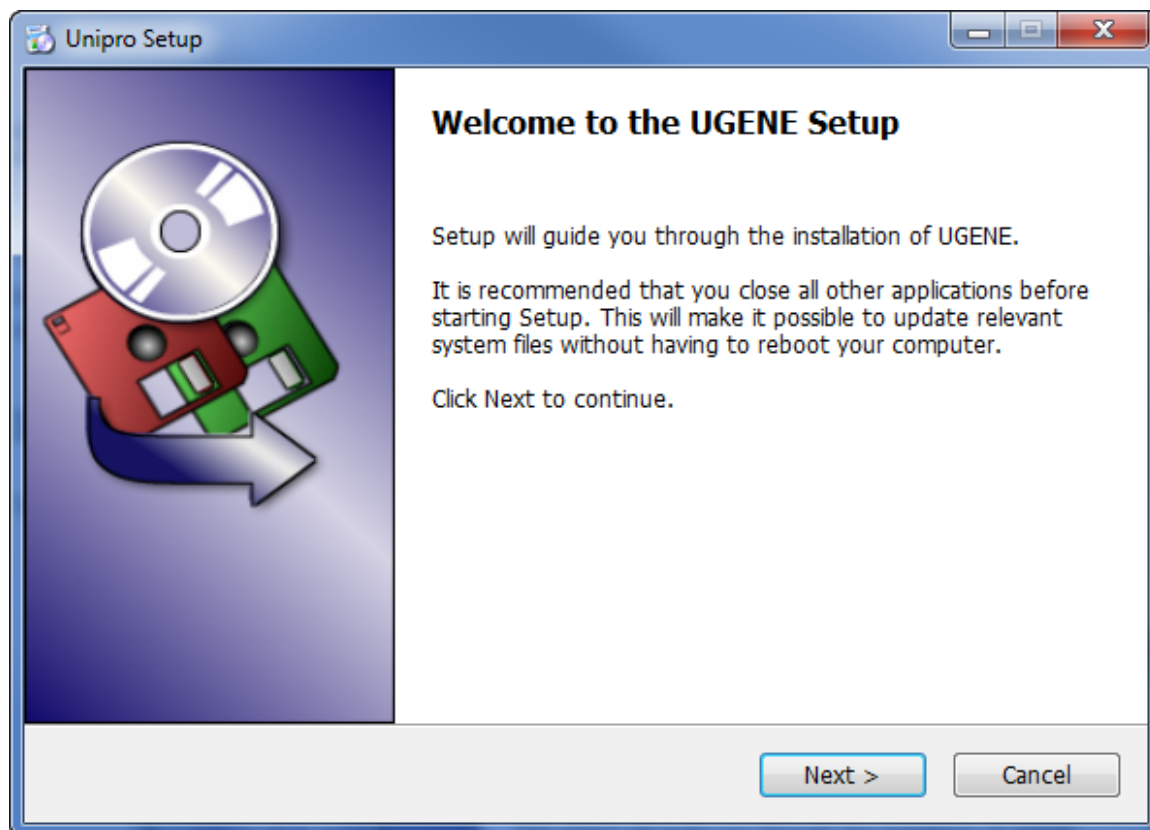 Unipro Setup
Welcome to the UGENE Setup
Setup will guide you through the installation of UGENE.
It is recommended that you close all other applications before
starting Setup. This will make it possible to update relevant
system files without having to reboot your computer.
Click Next to continue.
Next >
Cancel